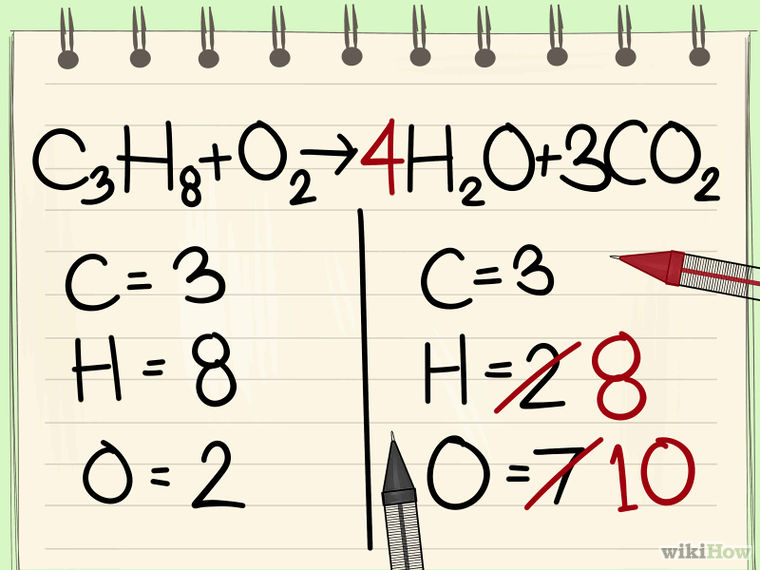 C₃H₈+O₂→4H₂O+3CO₂
C=3
H=8
O=2
C=3
H=2 8
O=7 10
wikiHow